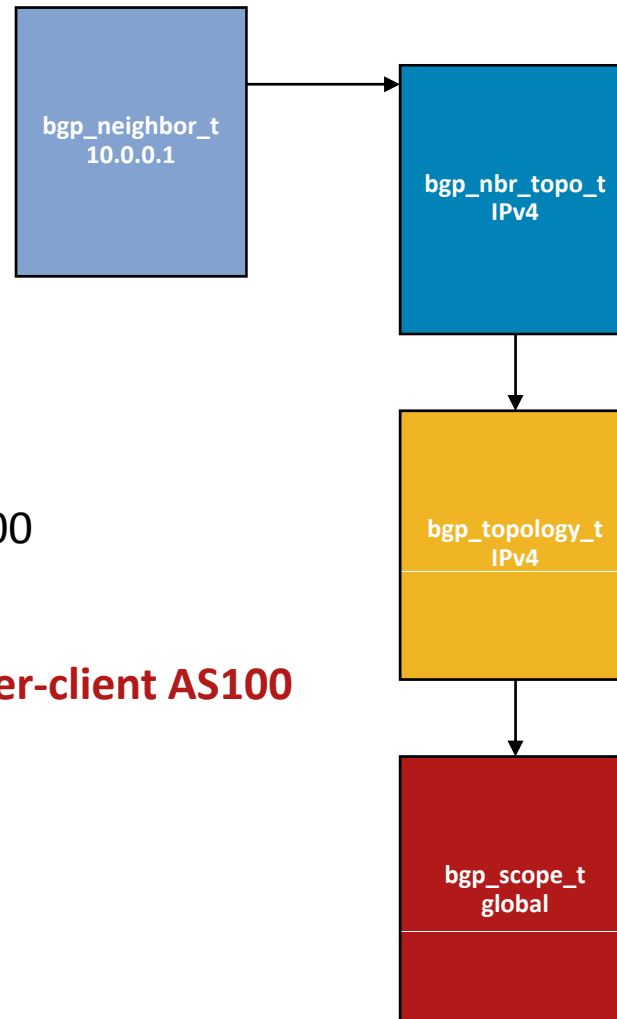 bgp_neighbor_t
10.0.0.1
bgp_nbr_topo_t
IPv4
00
bgp_topology_t
IPv4
er-client AS100
bgp_scope_t
global